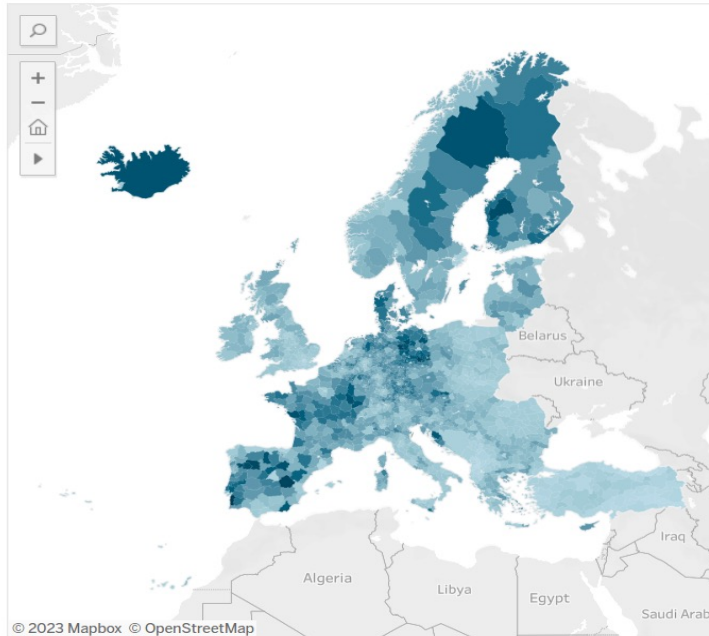 Belarus
Ukraine
Iraq
Algeria
Libya
Egypt
Saudi Arab
© 2023 Mapbox © OpenStreetMap